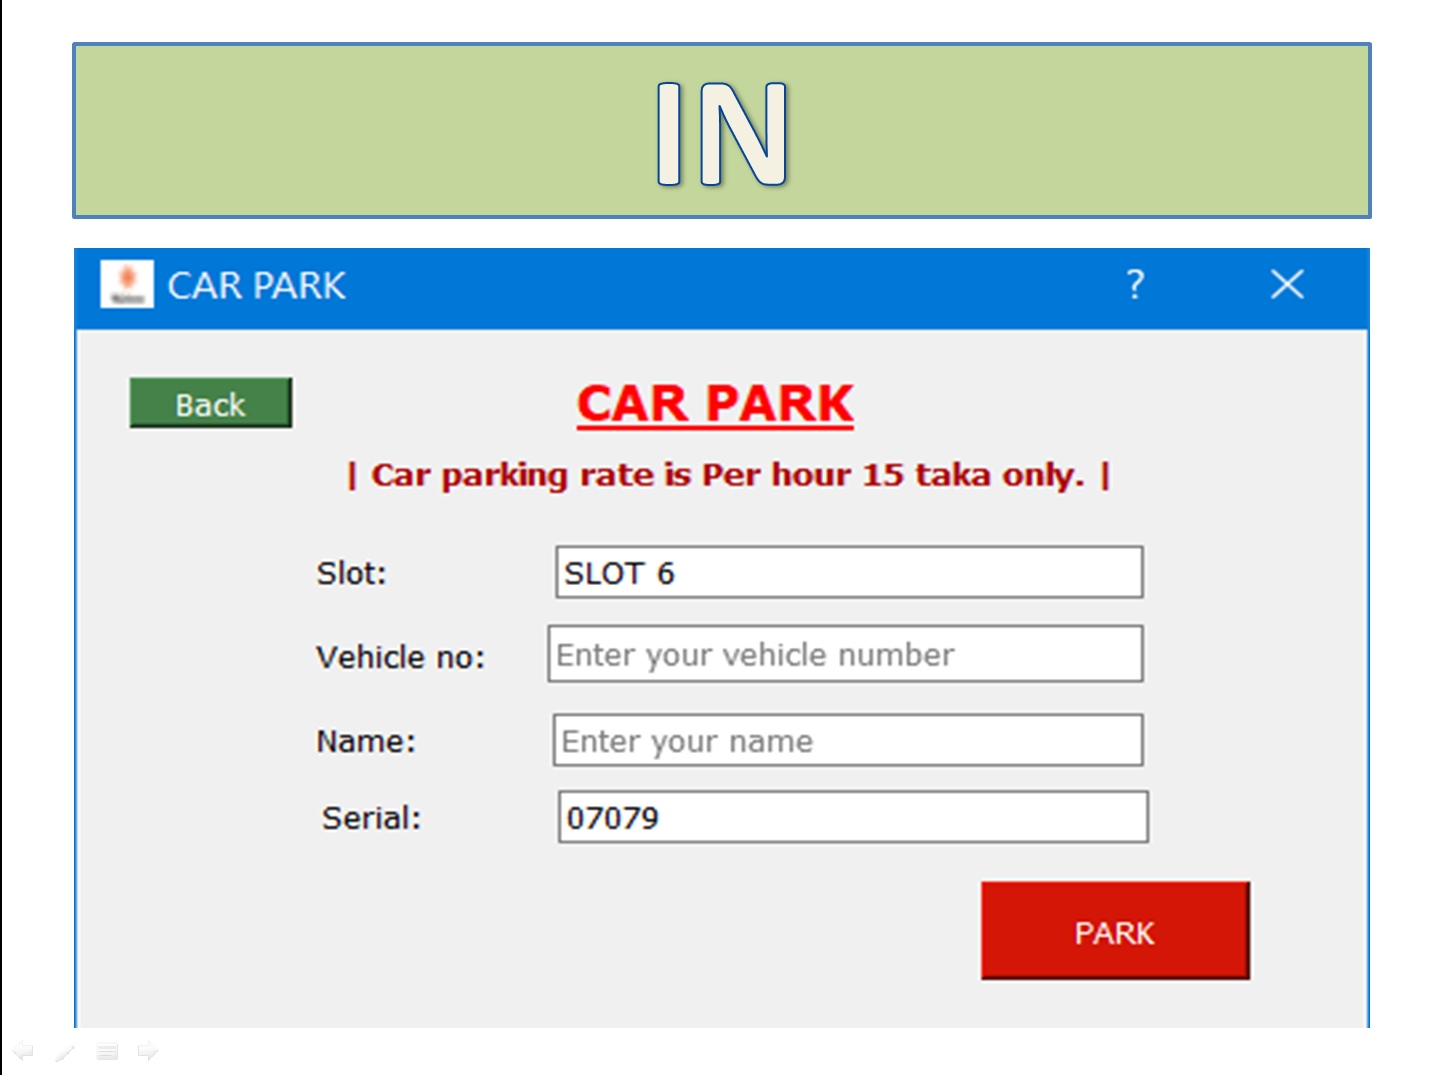 IN
CAR PARK
?
Back
CAR PARK
| Car parking rate is Per hour 15 taka only. |
Slot: SLOT 6
Vehicle no: Enter your vehicle number
Name: Enter your name
Serial: 07079
PARK